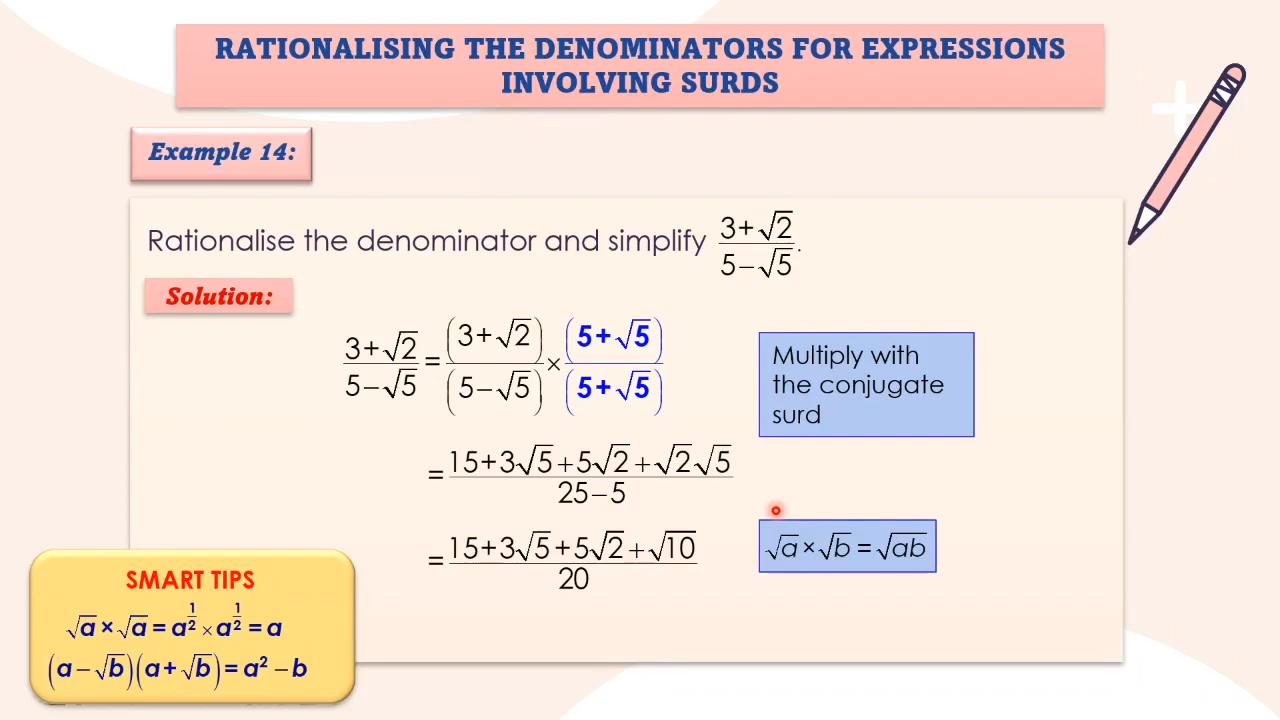 RATIONALISING THE DENOMINATORS FOR EXPRESSIONS
INVOLVING SURDS
Example 14:
Rationalise the denominator and simplify (3+√2)/(5−√5).
Solution:
(3+√2)/(5−√5) = (3+√2)/(5−√5) × (5+√5)/(5+√5)
Multiply with
the conjugate
surd
= (15+3√5+5√2+√2√5)/(25−5)
= (15+3√5+5√2+√10)/20
√a×√b=√ab
SMART TIPS
√a×√a=a^(1/2)×a^(1/2)=a
(a−√b)(a+√b)=a²−b